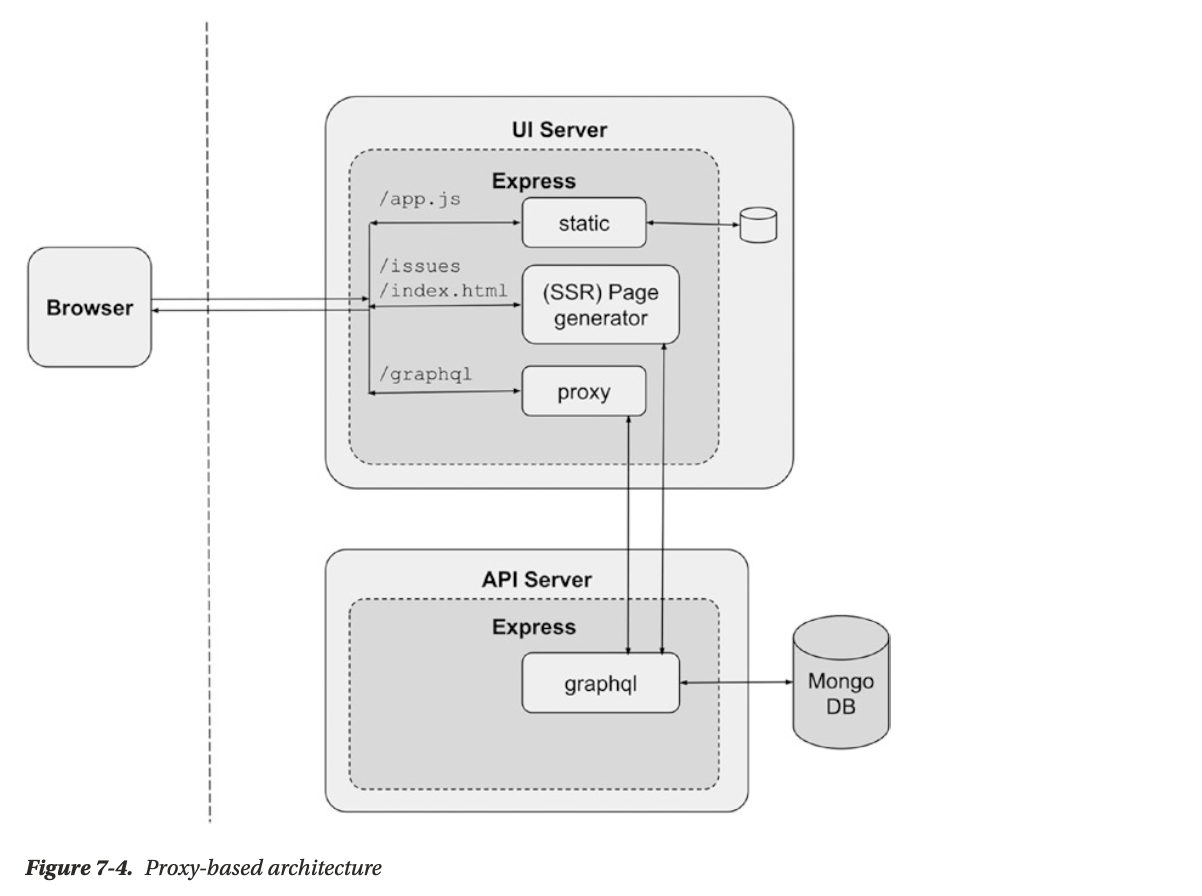 UI Server
Express
/app.js
static
/issues
/index.html
(SSR) Page
generator
Browser
/graphql
proxy
API Server
Express
graphql
Mongo
DB
Figure 7-4. Proxy-based architecture